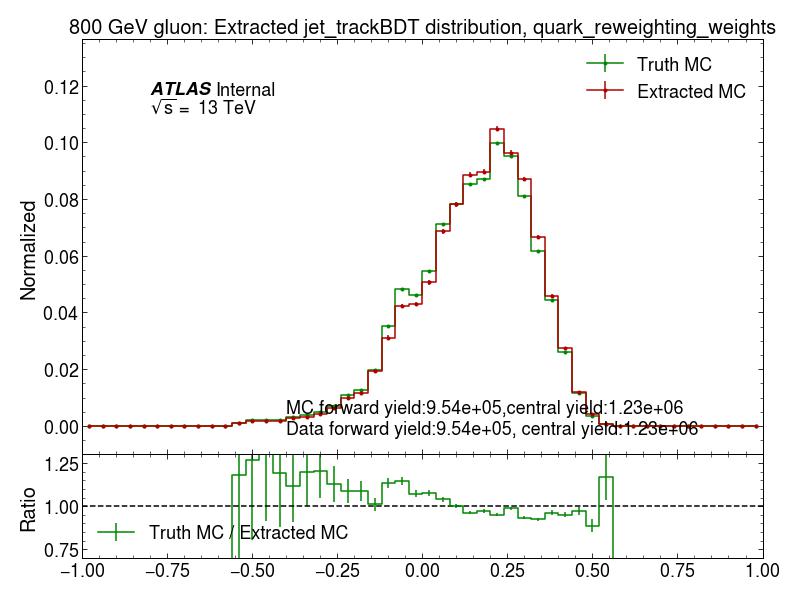 800 GeV gluon: Extracted jet_trackBDT distribution, quark_reweighting_weights
ATLAS Internal
√s = 13 TeV
Truth MC
Extracted MC
Normalized
0.12
0.10
0.08
0.06
0.04
0.02
0.00
MC forward yield:9.54e+05,central yield:1.23e+06
Data forward yield:9.54e+05, central yield:1.23e+06
Ratio
1.25
1.00
0.75
Truth MC / Extracted MC
−1.00 −0.75 −0.50 −0.25 0.00 0.25 0.50 0.75 1.00